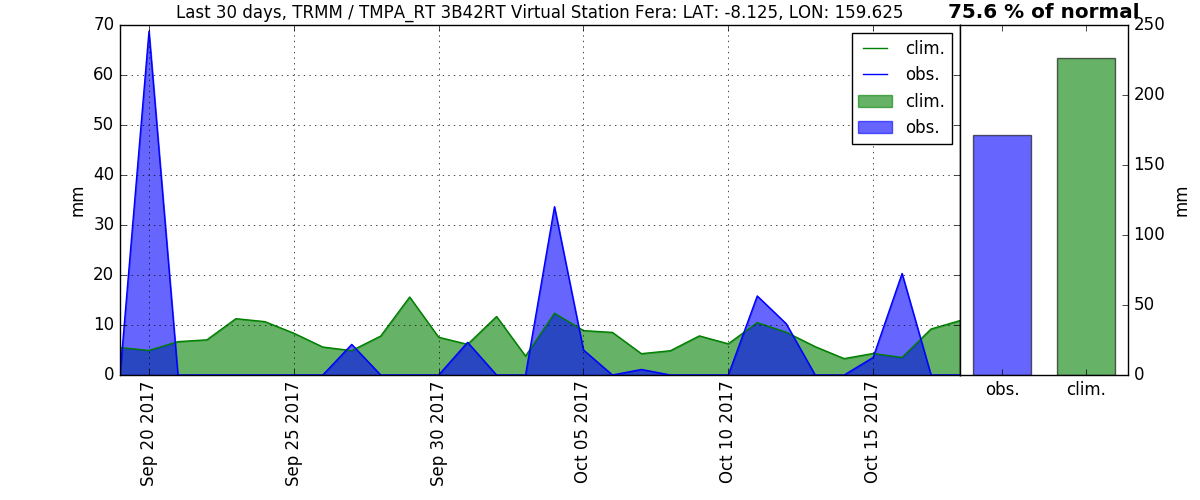 Last 30 days, TRMM / TMPA_RT 3B42RT Virtual Station Fera: LAT: -8.125, LON: 159.625
75.6 % of normal
70
60
50
40
30
20
10
0
mm
clim.
obs.
clim.
obs.
250
200
150
100
50
0
mm
Sep 20 2017
Sep 25 2017
Sep 30 2017
Oct 05 2017
Oct 10 2017
Oct 15 2017
obs.
clim.